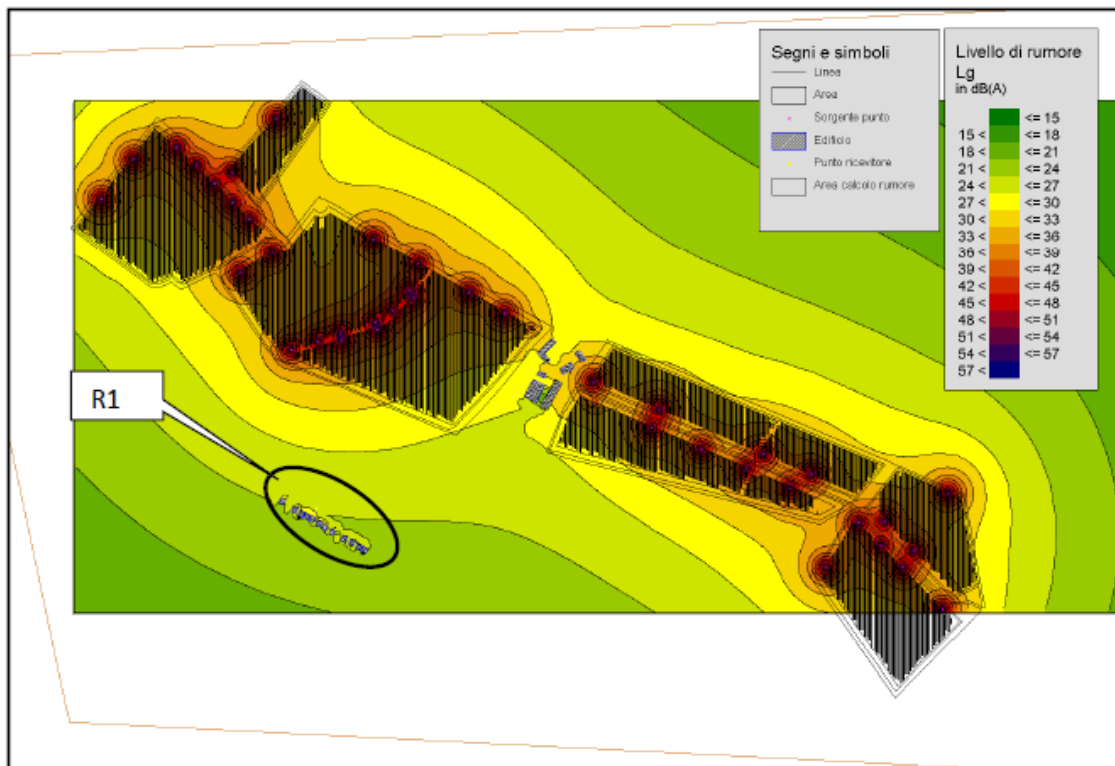 Segni e simboli
Linea
Area
Sorgente punto
Edificio
Punto ricevitore
Area calcolo rumore
Livello di rumore
Lg
in dB(A)
<= 15
15 < <= 18
18 < <= 21
21 < <= 24
24 < <= 27
27 < <= 30
30 < <= 33
33 < <= 36
36 < <= 39
39 < <= 42
42 < <= 45
45 < <= 48
48 < <= 51
51 < <= 54
54 < <= 57
57 <
R1